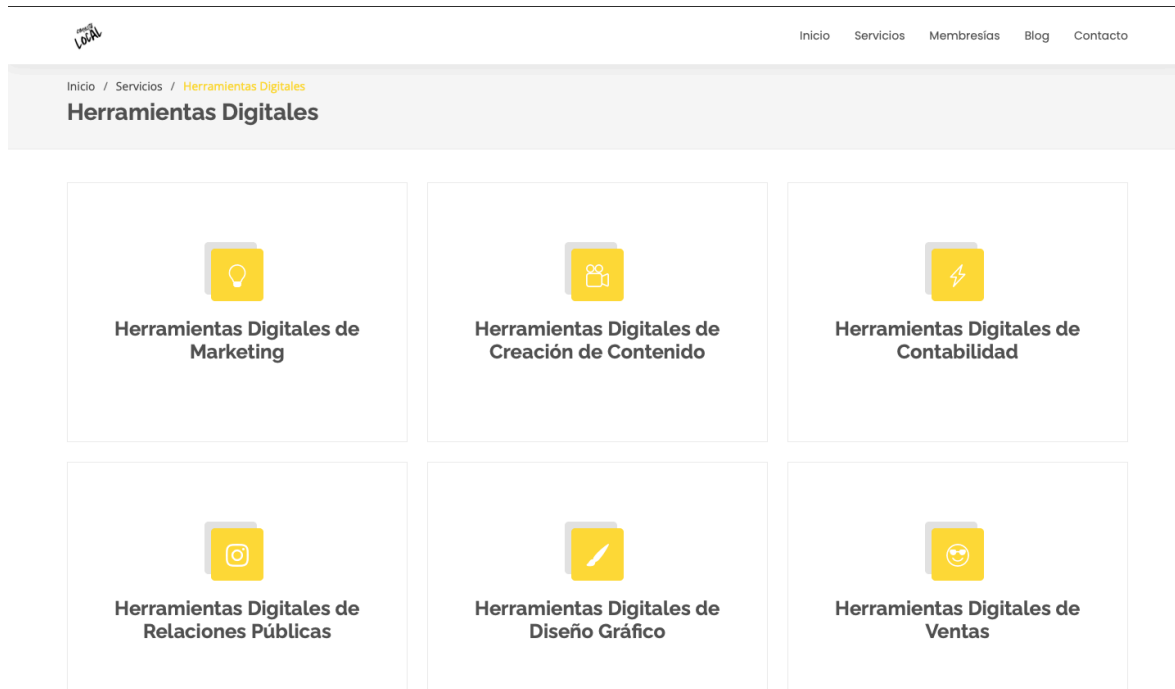 LOCAL
Inicio Servicios Membresías Blog Contacto
Inicio / Servicios / Herramientas Digitales
Herramientas Digitales
Herramientas Digitales de
Marketing
Herramientas Digitales de
Creación de Contenido
Herramientas Digitales de
Contabilidad
Herramientas Digitales de
Relaciones Públicas
Herramientas Digitales de
Diseño Gráfico
Herramientas Digitales de
Ventas